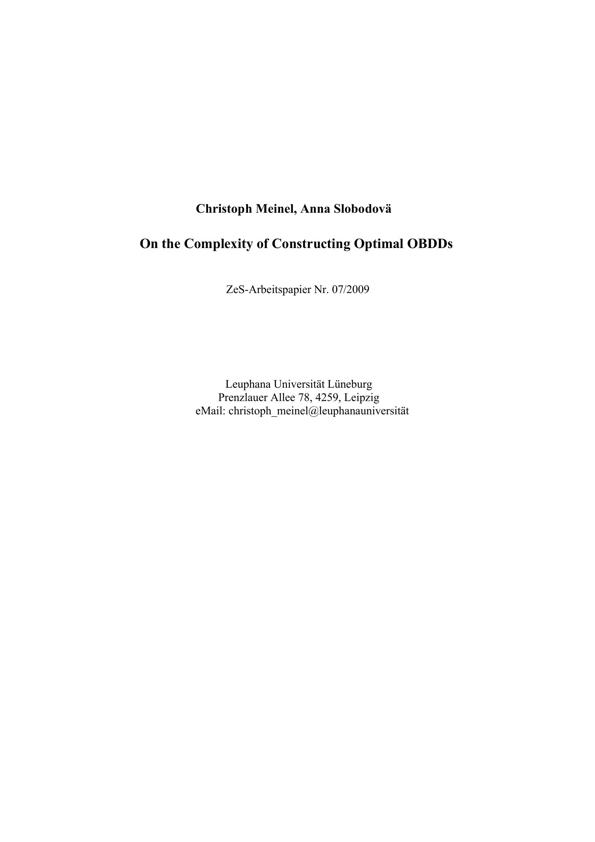 Christoph Meinel, Anna Slobodovä
On the Complexity of Constructing Optimal OBDDs
ZeS-Arbeitspapier Nr. 07/2009
Leuphana Universität Lüneburg
Prenzlauer Allee 78, 4259, Leipzig
eMail: christoph_meinel@leuphanauniversität